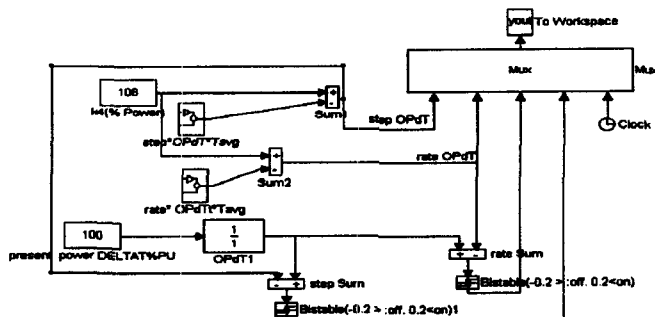 yout To Workspace
Mux
Mux
108
k4(% Power)
Sum1
step OPdT
Clock
step*OPdT*Tavg
rate OPdT
Sum2
rate* OPdTt*Tavg
100
1
1
present power DELTAT%PU
OPdT1
rate Sum
step Sum
Bistable(-0.2 > :off, 0.2<on)
Bistable(-0.2 > :off, 0.2<on)1